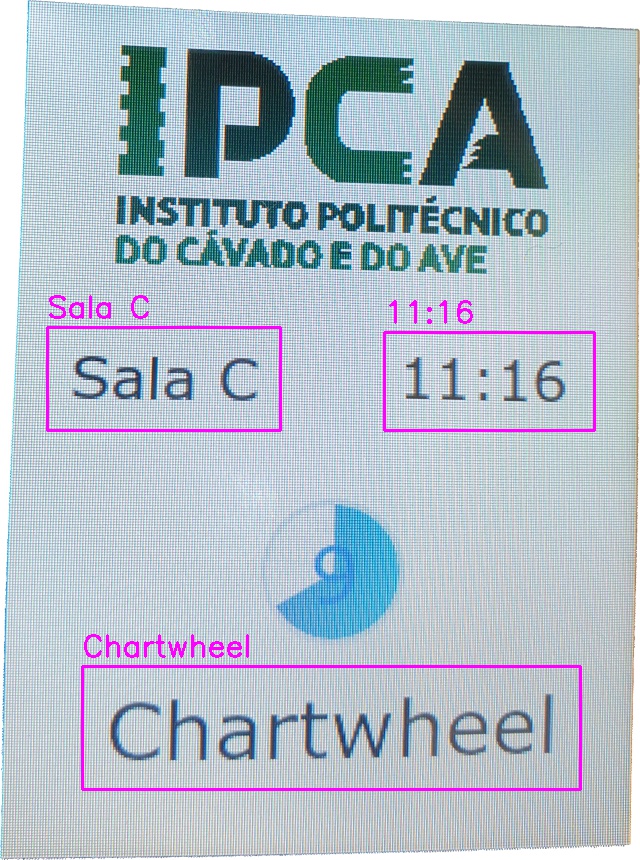 IPCA
INSTITUTO POLITÉCNICO
DO CÁVADO E DO AVE
Sala C 11:16
Sala C 11:16
9
Chartwheel
Chartwheel